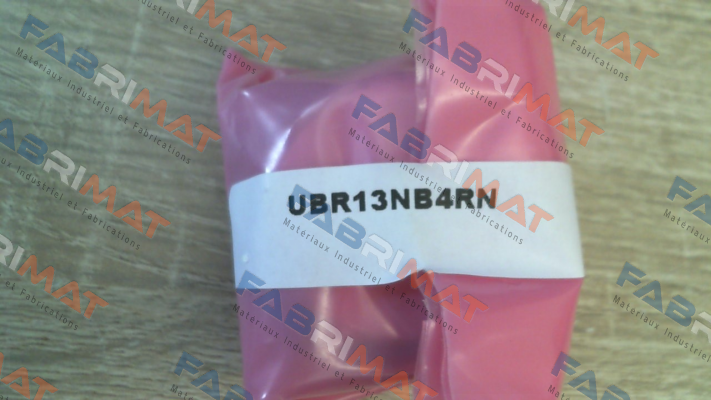 UBR13NB4RN
FABRIMAT
Materiaux Industriel et Fabrications